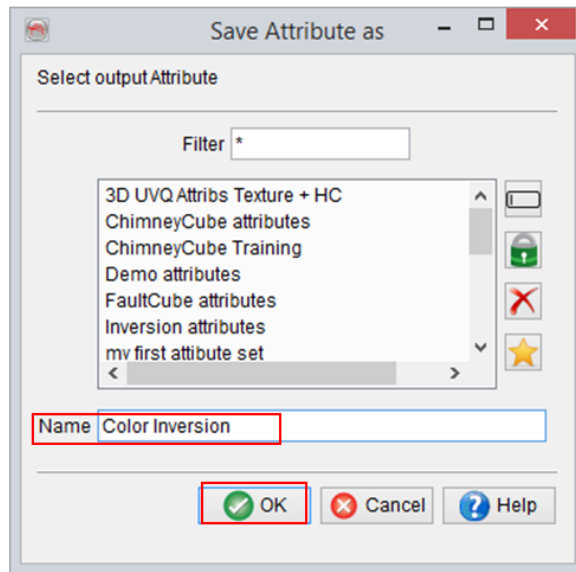 Save Attribute as
Select output Attribute
Filter *
3D UVQ Attribs Texture + HC
ChimneyCube attributes
ChimneyCube Training
Demo attributes
FaultCube attributes
Inversion attributes
my first attibute set
Name Color Inversion
OK Cancel Help